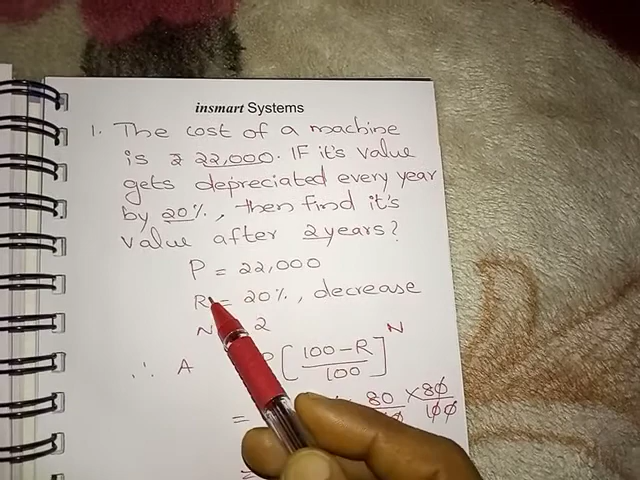 insmart Systems
1. The cost of a machine
is ₹ 22,000. IF it's value
gets depreciated every year
by 20%, then find it's
value after 2 years?
P = 22,000
R = 20%, decrease
N 2
∴ A P [ 100 - R / 100 ] N
= 80 / 100 × 80 / 100